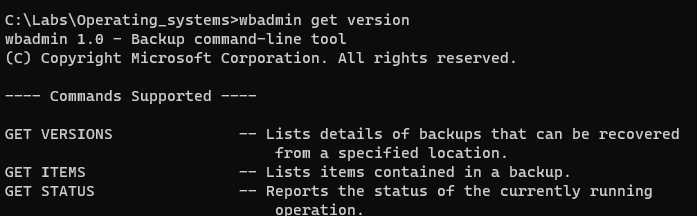 C:\Labs\Operating_systems>wbadmin get version
wbadmin 1.0 - Backup command-line tool
(C) Copyright Microsoft Corporation. All rights reserved.
---- Commands Supported ----
GET VERSIONS -- Lists details of backups that can be recovered
from a specified location.
GET ITEMS -- Lists items contained in a backup.
GET STATUS -- Reports the status of the currently running
operation.